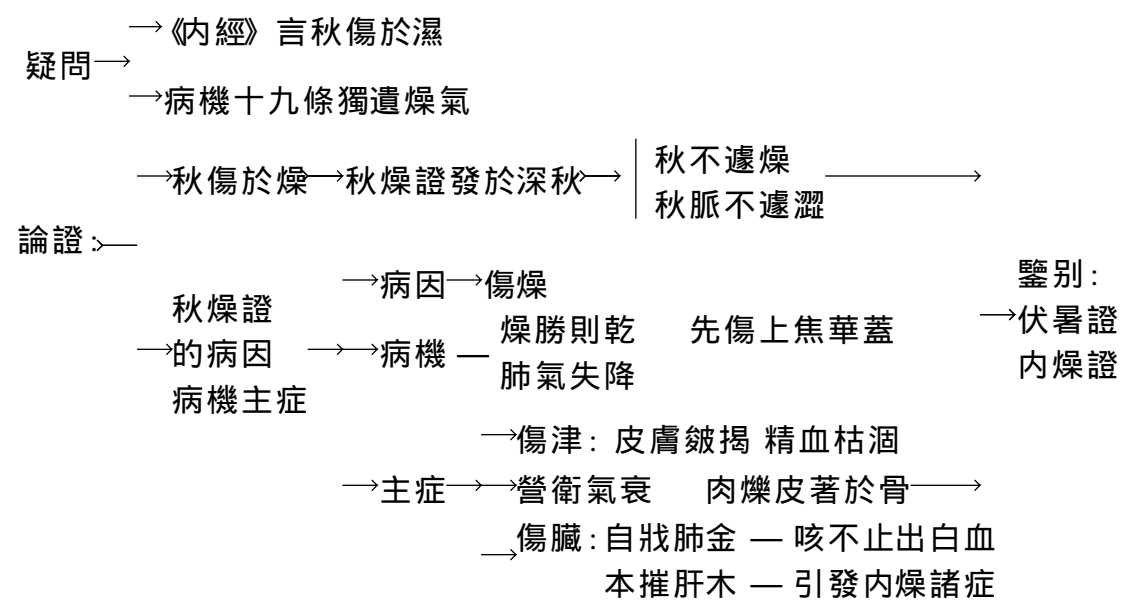 疑問→
→《内經》言秋傷於濕
→病機十九條獨遺燥氣
論證:
→秋傷於燥→秋燥證發於深秋→
秋不遽燥
秋脈不遽澀
→
秋燥證
→的病因
病機主症
→病因→傷燥
→→病機—
燥勝則乾 先傷上焦華蓋
肺氣失降
→主症→
→傷津:皮膚皴揭 精血枯涸
→營衛氣衰 肉爍皮著於骨→
→傷臟:自戕肺金—咳不止出白血
本摧肝木—引發内燥諸症
鑒别:
→伏暑證
内燥證